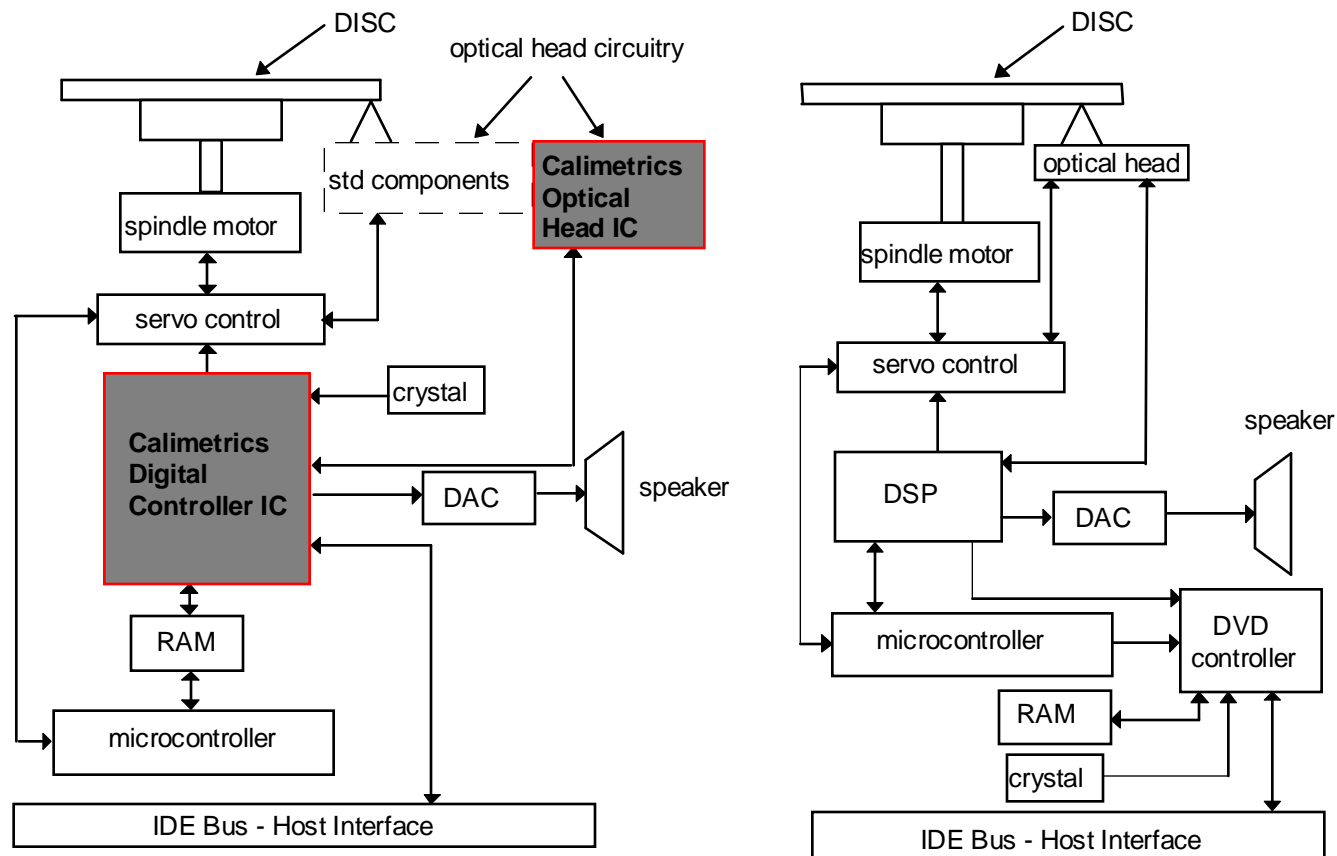 DISC
optical head circuitry
std components
Calimetrics
Optical
Head IC
spindle motor
servo control
crystal
Calimetrics
Digital
Controller IC
DAC
speaker
RAM
microcontroller
IDE Bus - Host Interface
DISC
optical head
spindle motor
servo control
speaker
DSP
DAC
microcontroller
DVD
controller
RAM
crystal
IDE Bus - Host Interface